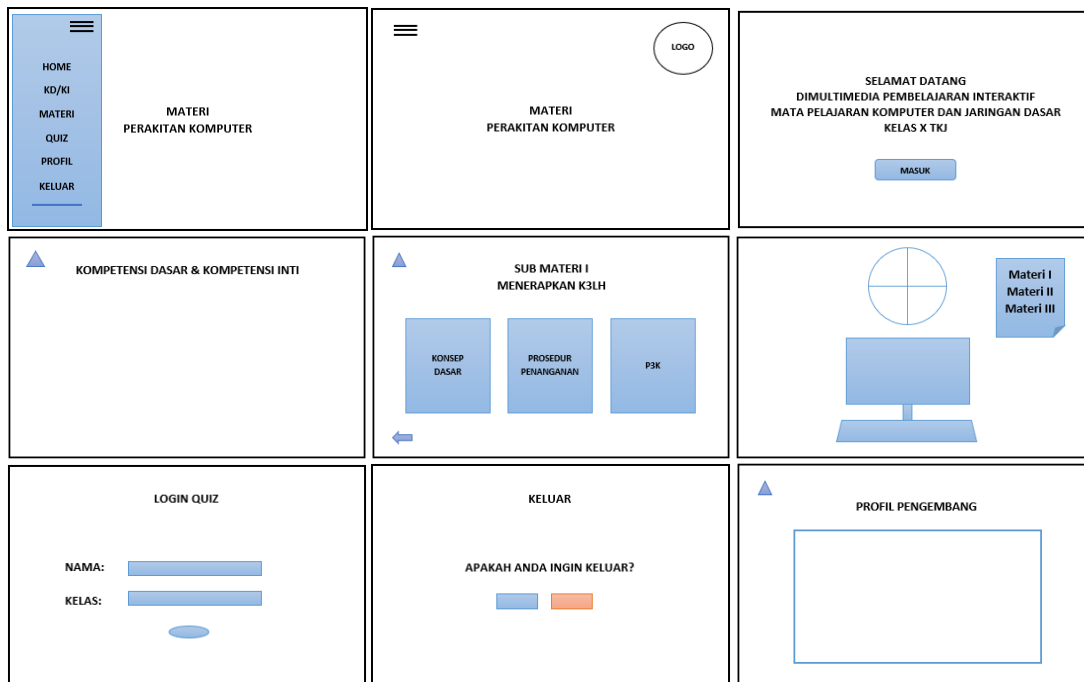 HOME
KD/KI
MATERI
QUIZ
PROFIL
KELUAR
MATERI
PERAKITAN KOMPUTER
LOGO
MATERI
PERAKITAN KOMPUTER
SELAMAT DATANG
DIMULTIMEDIA PEMBELAJARAN INTERAKTIF
MATA PELAJARAN KOMPUTER DAN JARINGAN DASAR
KELAS X TKJ
MASUK
KOMPETENSI DASAR & KOMPETENSI INTI
SUB MATERI I
MENERAPKAN K3LH
KONSEP
DASAR
PROSEDUR
PENANGANAN
P3K
Materi I
Materi II
Materi III
LOGIN QUIZ
NAMA:
KELAS:
KELUAR
APAKAH ANDA INGIN KELUAR?
PROFIL PENGEMBANG